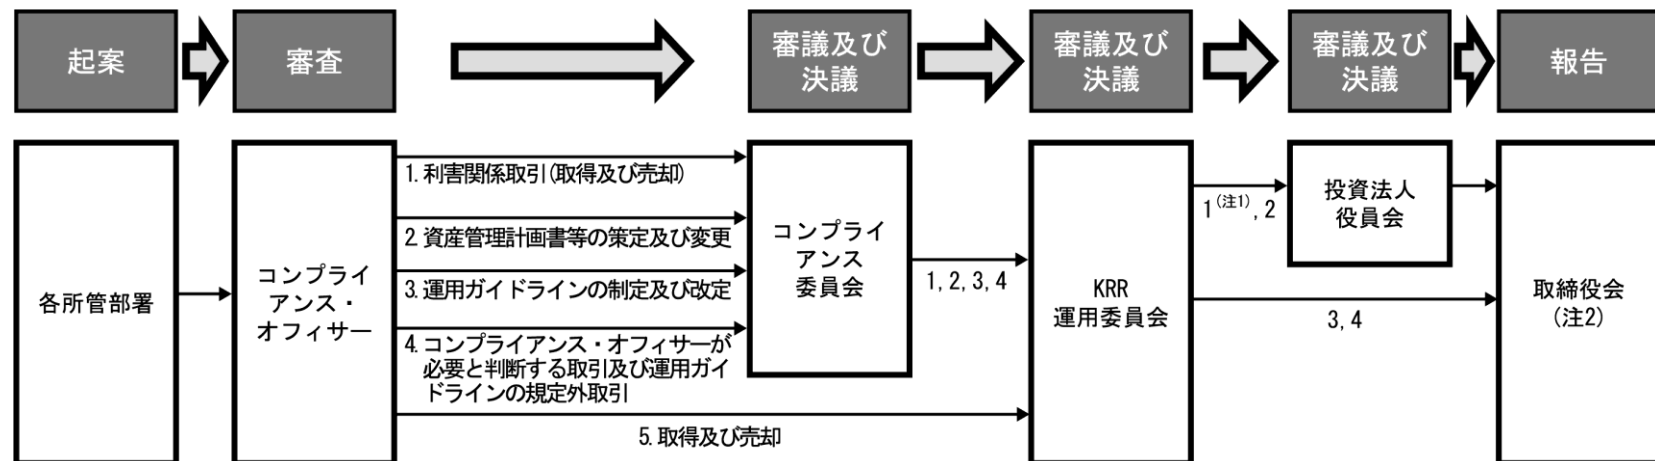 起案
審査
審議及び
決議
審議及び
決議
審議及び
決議
報告
各所管部署
コンプライ
アンス・
オフィサー
1. 利害関係取引(取得及び売却)
2. 資産管理計画書等の策定及び変更
3. 運用ガイドラインの制定及び改定
4. コンプライアンス・オフィサーが
必要と判断する取引及び運用ガイ
ドラインの規定外取引
5. 取得及び売却
コンプライ
アンス
委員会
1, 2, 3, 4
KRR
運用委員会
1(注1), 2
3, 4
投資法人
役員会
取締役会
(注2)